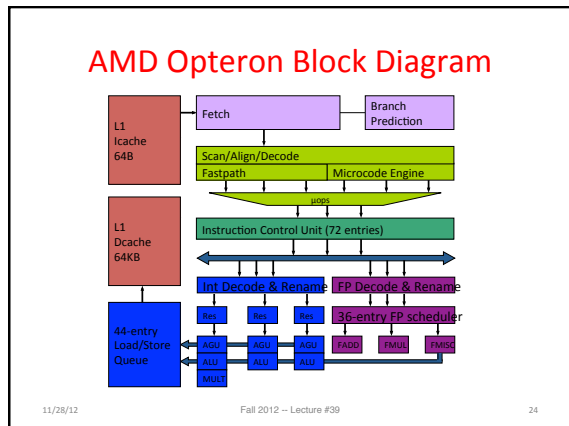 AMD Opteron Block Diagram
L1
Icache
64B
Fetch
Branch
Prediction
Scan/Align/Decode
Fastpath
Microcode Engine
µops
L1
Dcache
64KB
Instruction Control Unit (72 entries)
Int Decode & Rename
FP Decode & Rename
Res
Res
Res
36-entry FP scheduler
44-entry
Load/Store
Queue
AGU
AGU
AGU
FADD
FMUL
FMISC
ALU
ALU
ALU
MULT
11/28/12
Fall 2012 -- Lecture #39
24